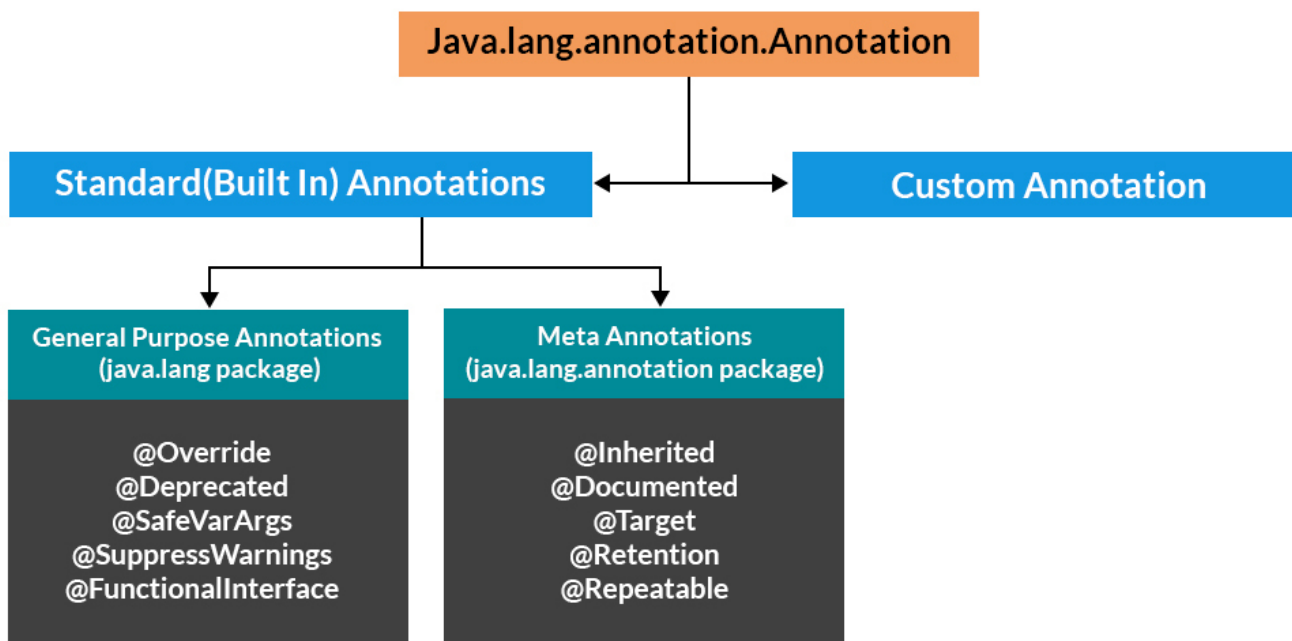 Java.lang.annotation.Annotation
Standard(Built In) Annotations
Custom Annotation
General Purpose Annotations
(java.lang package)
@Override
@Deprecated
@SafeVarArgs
@SuppressWarnings
@FunctionalInterface
Meta Annotations
(java.lang.annotation package)
@Inherited
@Documented
@Target
@Retention
@Repeatable